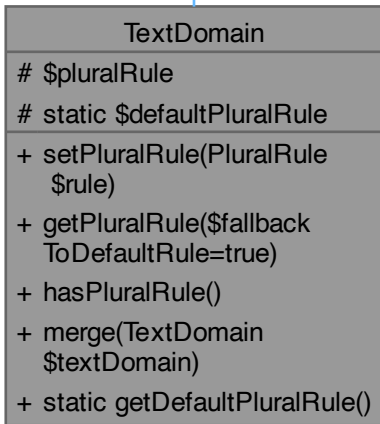 TextDomain
# $pluralRule
# static $defaultPluralRule
+ setPluralRule(PluralRule
$rule)
+ getPluralRule($fallback
ToDefaultRule=true)
+ hasPluralRule()
+ merge(TextDomain
$textDomain)
+ static getDefaultPluralRule()